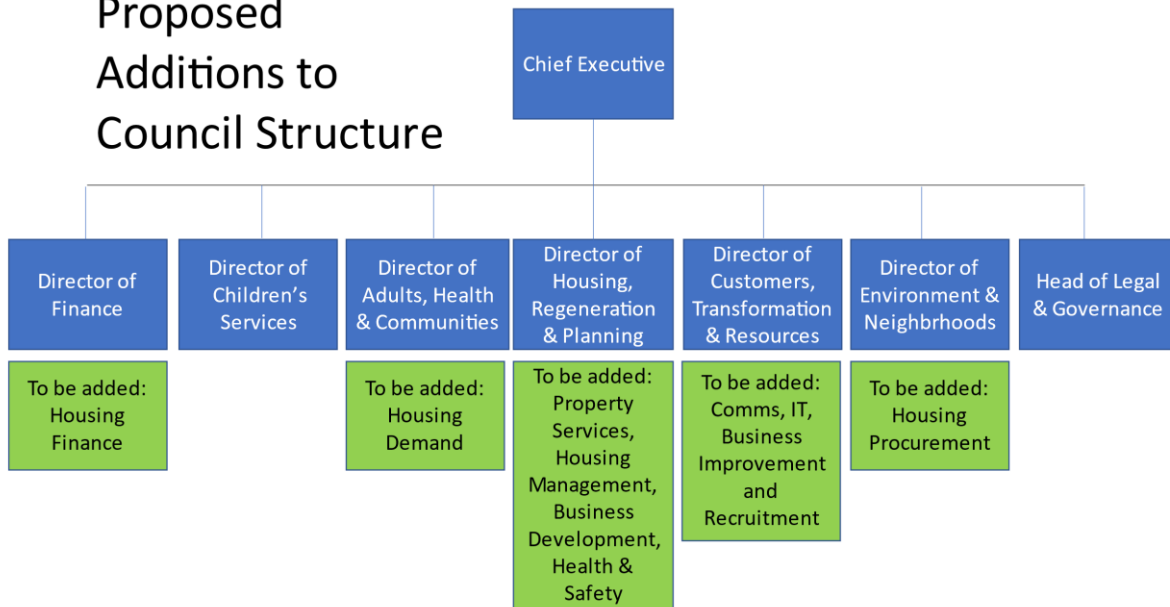 Proposed
Additions to
Council Structure
Chief Executive
Director of
Finance
Director of
Children’s
Services
Director of
Adults, Health
& Communities
Director of
Housing,
Regeneration
& Planning
Director of
Customers,
Transformation
& Resources
Director of
Environment &
Neighbrhoods
Head of Legal
& Governance
To be added:
Housing
Finance
To be added:
Housing
Demand
To be added:
Property
Services,
Housing
Management,
Business
Development,
Health &
Safety
To be added:
Comms, IT,
Business
Improvement
and
Recruitment
To be added:
Housing
Procurement